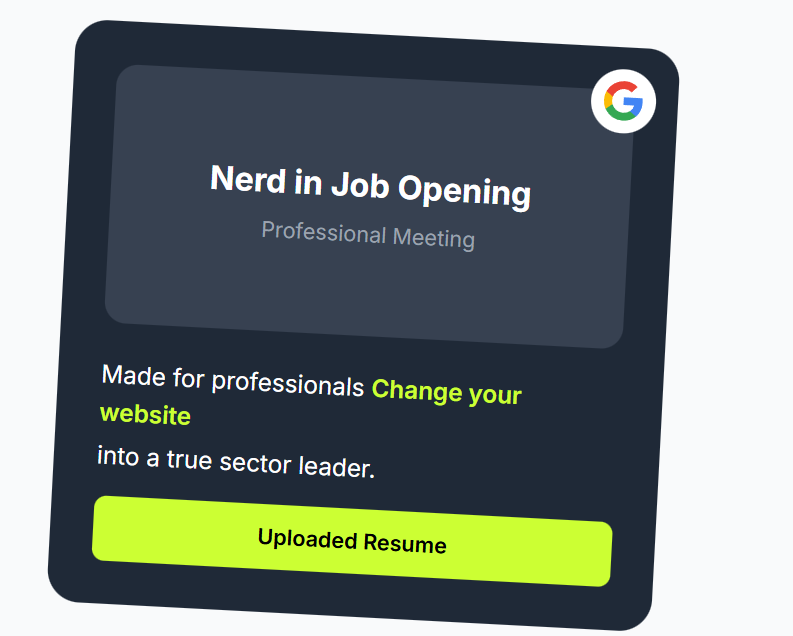 Nerd in Job Opening
Professional Meeting
Made for professionals Change your
website
into a true sector leader.
Uploaded Resume